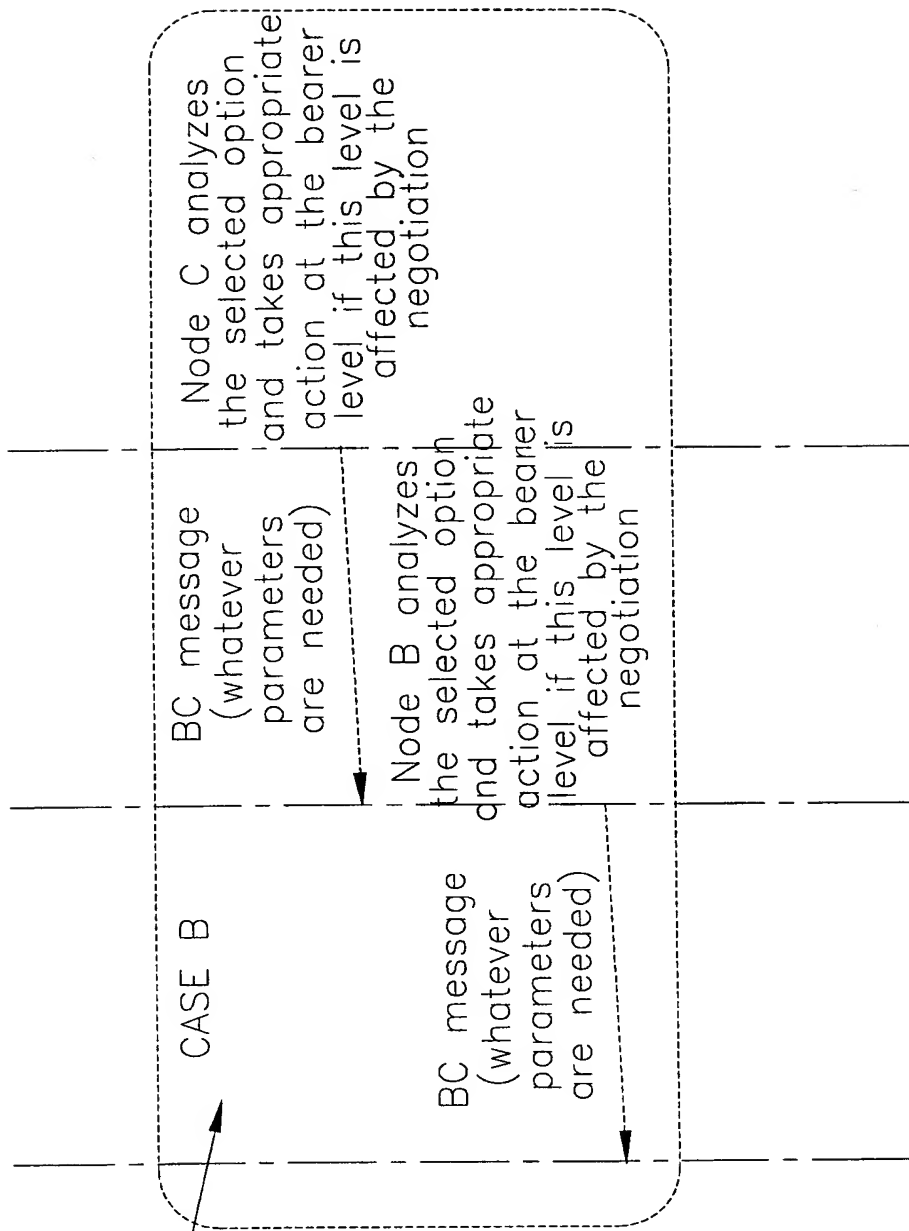 CASE B
BC message
(whatever
parameters
are needed)
Node C analyzes
the selected option
and takes appropriate
action at the bearer
level if this level is
affected by the
negotiation
BC message
(whatever
parameters
are needed)
Node B analyzes
the selected option
and takes appropriate
action at the bearer
level if this level is
affected by the
negotiation